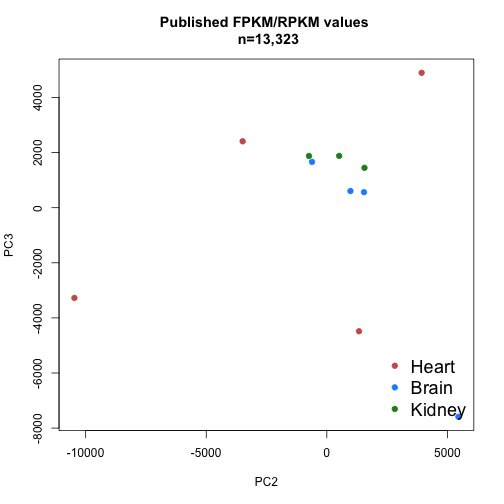 Published FPKM/RPKM values
n=13,323
PC3
4000
2000
0
-2000
-4000
-6000
-8000
Heart
Brain
Kidney
-10000 -5000 0 5000
PC2